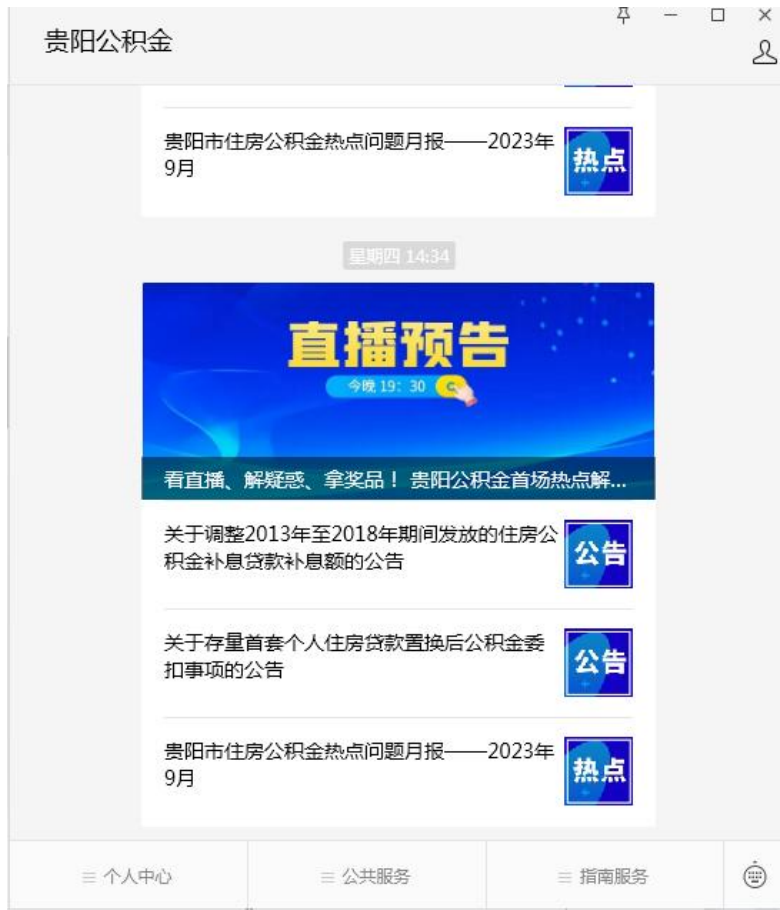 贵阳公积金
贵阳市住房公积金热点问题月报——2023年
9月
热点
星期四 14:34
直播预告
今晚 19：30
看直播、解疑惑、拿奖品！ 贵阳公积金首场热点解...
关于调整2013年至2018年期间发放的住房公
积金补息贷款补息额的公告
公告
关于存量首套个人住房贷款置换后公积金委
扣事项的公告
公告
贵阳市住房公积金热点问题月报——2023年
9月
热点
个人中心
公共服务
指南服务